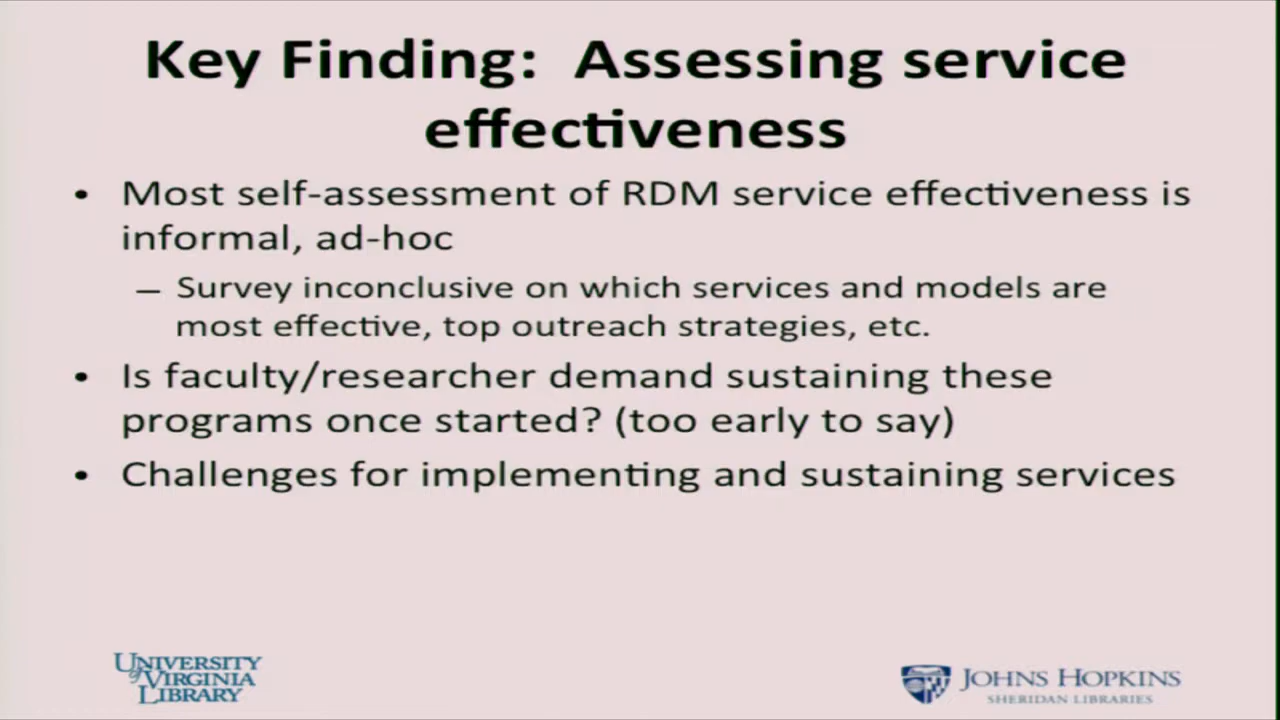 Key Finding:  Assessing service
effectiveness
• Most self-assessment of RDM service effectiveness is
informal, ad-hoc
– Survey inconclusive on which services and models are
most effective, top outreach strategies, etc.
• Is faculty/researcher demand sustaining these
programs once started? (too early to say)
• Challenges for implementing and sustaining services
UNIVERSITY
of VIRGINIA
LIBRARY
JOHNS HOPKINS
SHERIDAN LIBRARIES